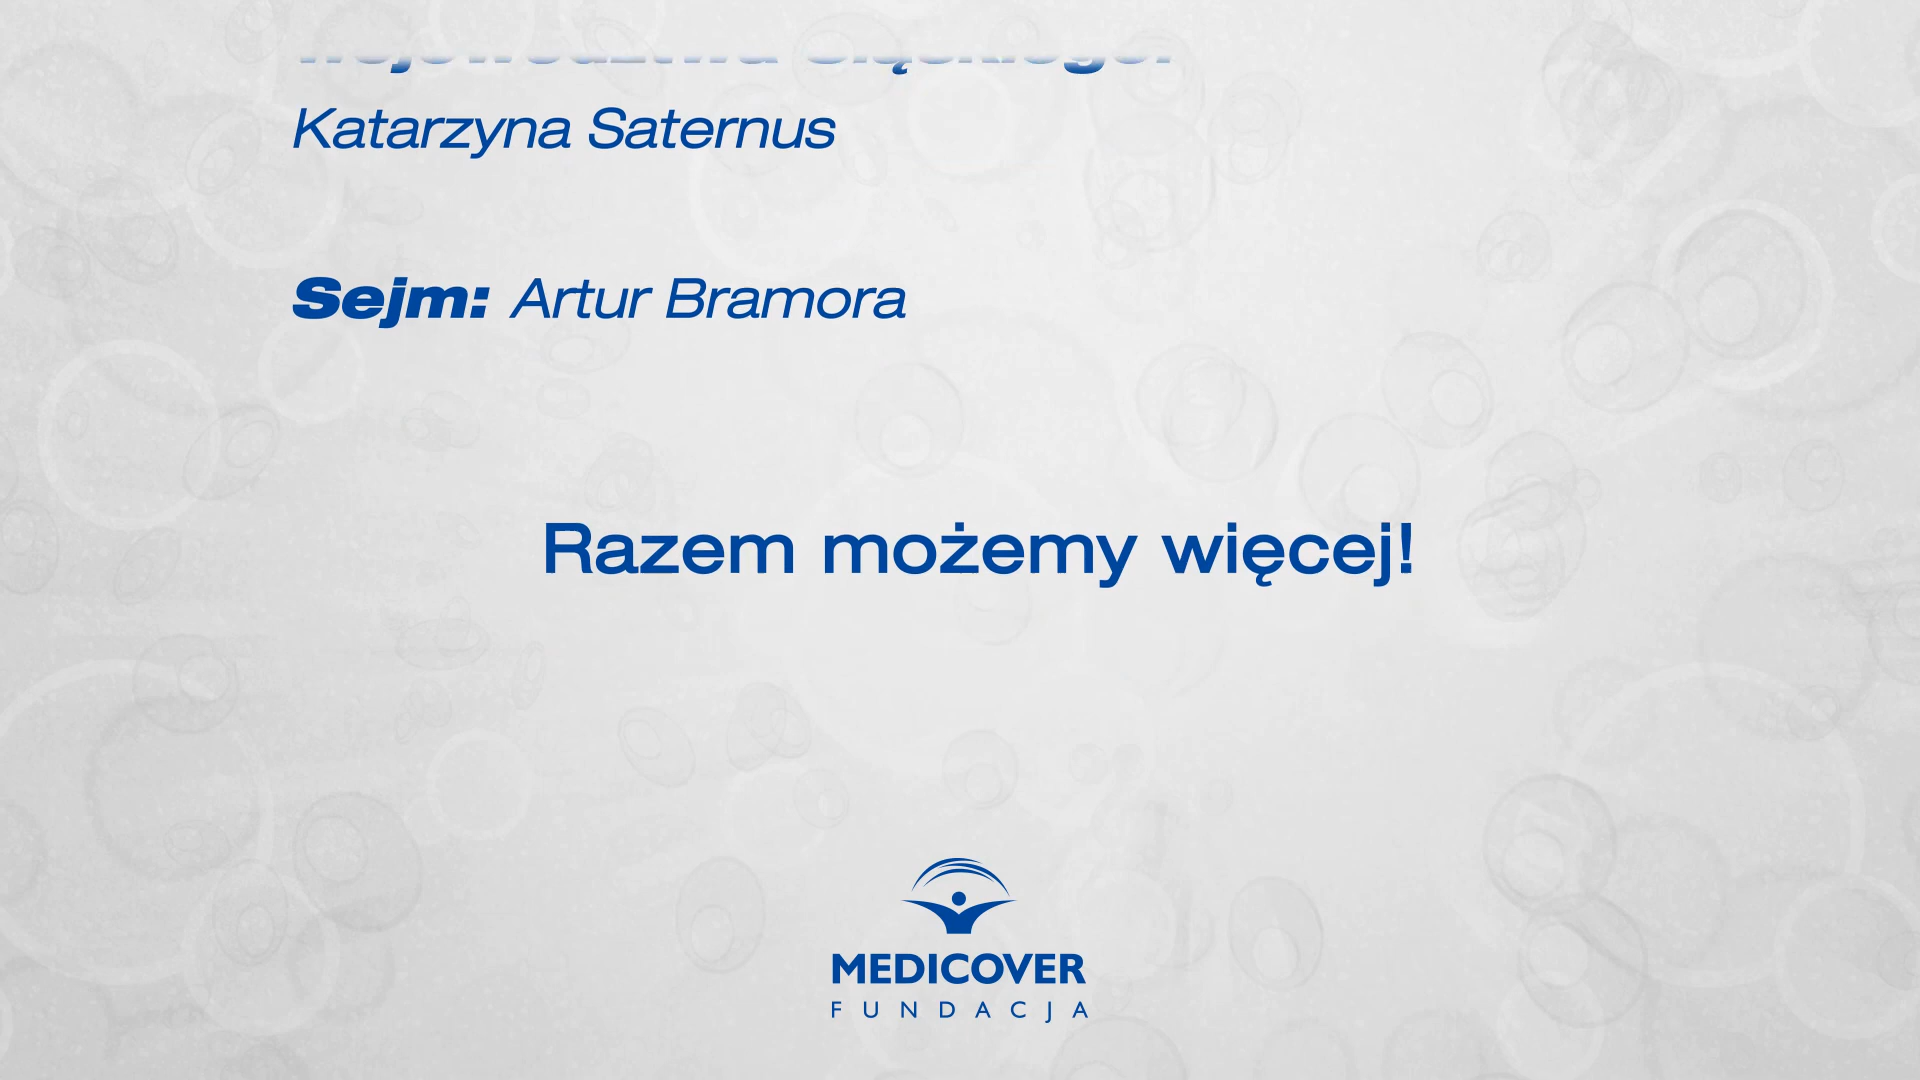 Katarzyna Saternus
Sejm: Artur Bramora
Razem możemy więcej!
MEDICOVER
FUNDACJA